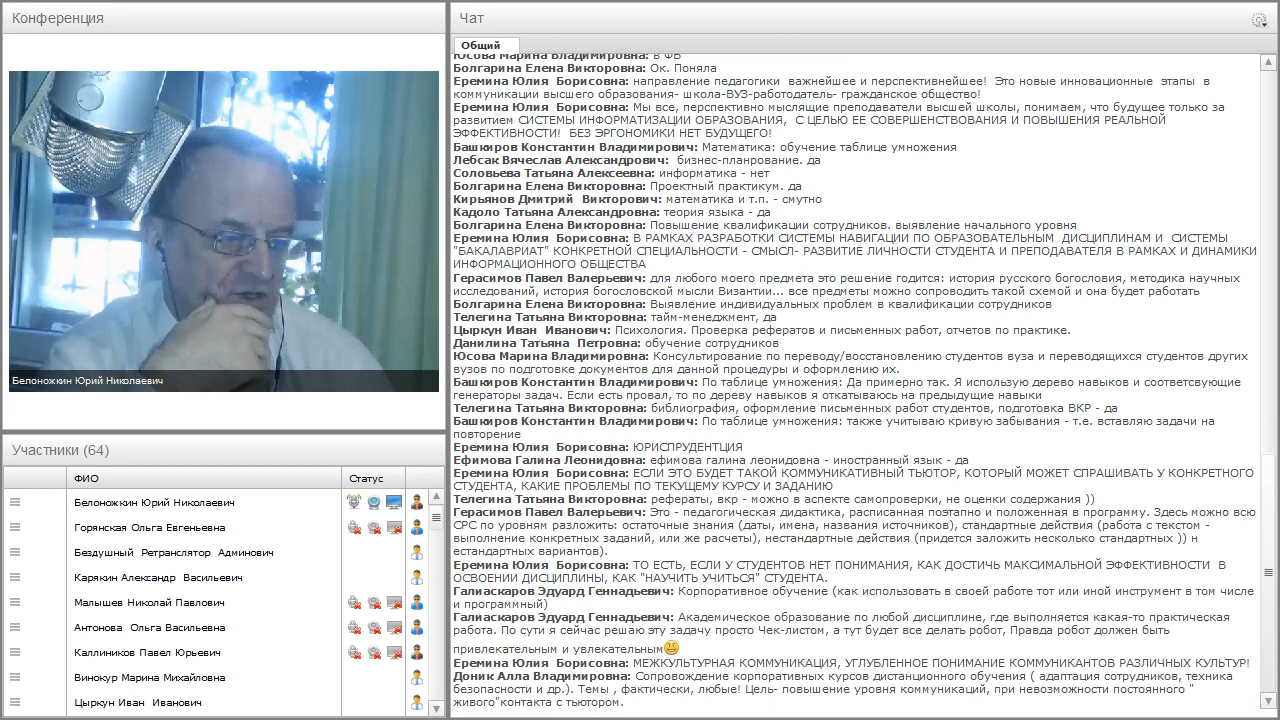 Конференция
Белоножкин Юрий Николаевич
Участники (64)
ФИО Статус
Белоножкин Юрий Николаевич
Горянская Ольга Евгеньевна
Бездушный Ретранслятор Админович
Карякин Александр Васильевич
Малышев Николай Павлович
Антонова Ольга Васильевна
Каллиников Павел Юрьевич
Винокур Марина Михайловна
Цыркун Иван Иванович
Чат
Общий
Юсова Марина Владимировна: в ФБ
Болгарина Елена Викторовна: Ок. Поняла
Еремина Юлия Борисовна: направление педагогики важнейшее и перспективнейшее! Это новые инновационные этапы в
коммуникации высшего образования- школа-ВУЗ-работодатель- гражданское общество!
Еремина Юлия Борисовна: Мы все, перспективно мыслящие преподаватели высшей школы, понимаем, что будущее только за
развитием СИСТЕМЫ ИНФОРМАТИЗАЦИИ ОБРАЗОВАНИЯ, С ЦЕЛЬЮ ЕЕ СОВЕРШЕНСТВОВАНИЯ И ПОВЫШЕНИЯ РЕАЛЬНОЙ
ЭФФЕКТИВНОСТИ! БЕЗ ЭРГОНОМИКИ НЕТ БУДУЩЕГО!
Башкиров Константин Владимирович: Математика: обучение таблице умножения
Лебсак Вячеслав Александрович: бизнес-планрование. да
Соловьева Татьяна Алексеевна: информатика - нет
Болгарина Елена Викторовна: Проектный практикум. да
Кирьянов Дмитрий Викторович: математика и т.п. - смутно
Кадоло Татьяна Александровна: теория языка - да
Болгарина Елена Викторовна: Повышение квалификации сотрудников. выявление начального уровня
Еремина Юлия Борисовна: В РАМКАХ РАЗРАБОТКИ СИСТЕМЫ НАВИГАЦИИ ПО ОБРАЗОВАТЕЛЬНЫМ ДИСЦИПЛИНАМ И СИСТЕМЫ
"БАКАЛАВРИАТ" КОНКРЕТНОЙ СПЕЦИАЛЬНОСТИ - СМЫСЛ- РАЗВИТИЕ ЛИЧНОСТИ СТУДЕНТА И ПРЕПОДАВАТЕЛЯ В РАМКАХ И ДИНАМИКИ
ИНФОРМАЦИОННОГО ОБЩЕСТВА
Герасимов Павел Валерьевич: для любого моего предмета это решение годится: история русского богословия, методика научных
исследований, история богословской мысли Византии... все предметы можно сопроводить такой схемой и она будет работать
Болгарина Елена Викторовна: Выявление индивидуальных проблем в квалификации сотрудников
Телегина Татьяна Викторовна: тайм-менеджмент, да
Цыркун Иван Иванович: Психология. Проверка рефератов и письменных работ, отчетов по практике.
Данилина Татьяна Петровна: обучение сотрудников
Юсова Марина Владимировна: Консультирование по переводу/восстановлению студентов вуза и переводящихся студентов других
вузов по подготовке документов для данной процедуры и оформлению их.
Башкиров Константин Владимирович: По таблице умножения: Да примерно так. Я использую дерево навыков и соответсвующие
генераторы задач. Если есть провал, то по дереву навыков я откатываюсь на предыдущие навыки
Телегина Татьяна Викторовна: библиография, оформление письменных работ студентов, подготовка ВКР - да
Башкиров Константин Владимирович: По таблице умножения: также учитываю кривую забывания - т.е. вставляю задачи на
повторение
Еремина Юлия Борисовна: ЮРИСПРУДЕНТЦИЯ
Ефимова Галина Леонидовна: ефимова галина леонидовна - иностранный язык - да
Еремина Юлия Борисовна: ЕСЛИ ЭТО БУДЕТ ТАКОЙ КОММУНИКАТИВНЫЙ ТЬЮТОР, КОТОРЫЙ МОЖЕТ СПРАШИВАТЬ У КОНКРЕТНОГО
СТУДЕНТА, КАКИЕ ПРОБЛЕМЫ ПО ТЕКУЩЕМУ КУРСУ И ЗАДАНИЮ
Телегина Татьяна Викторовна: рефераты, вкр - можно в аспекте самопроверки, не оценки содержания ))
Герасимов Павел Валерьевич: Это - педагогическая дидактика, расписанная поэтапно и положенная в программу. Здесь можно всю
СРС по уровням разложить: остаточные знания (даты, имена, названия источников), стандартные действия (работа с текстом -
выполнение конкретных заданий, или же расчеты), нестандартные действия (придется заложить несколько стандартных )) н
естандартных вариантов).
Еремина Юлия Борисовна: ТО ЕСТЬ, ЕСЛИ У СТУДЕНТОВ НЕТ ПОНИМАНИЯ, КАК ДОСТИЧЬ МАКСИМАЛЬНОЙ ЭФФЕКТИВНОСТИ В
ОСВОЕНИИ ДИСЦИПЛИНЫ, КАК "НАУЧИТЬ УЧИТЬСЯ" СТУДЕНТА.
Галиаскаров Эдуард Геннадьевич: Корпоративное обучение (как использовать в своей работе тот или иной инструмент в том числе
и программный)
Галиаскаров Эдуард Геннадьевич: Академическое образование по любой дисциплине, где выполняется какая-то практическая
работа. По сути я сейчас решаю эту задачу просто Чек-листом, а тут будет все делать робот, Правда робот должен быть
привлекательным и увлекательным
Еремина Юлия Борисовна: МЕЖКУЛЬТУРНАЯ КОММУНИКАЦИЯ, УГЛУБЛЕННОЕ ПОНИМАНИЕ КОММУНИКАНТОВ РАЗЛИЧНЫХ КУЛЬТУР!
Доник Алла Владимировна: Сопровождение корпоративных курсов дистанционного обучения ( адаптация сотрудников, техника
безопасности и др.). Темы , фактически, любые! Цель- повышение уровня коммуникаций, при невозможности постоянного "
живого"контакта с тьютором.